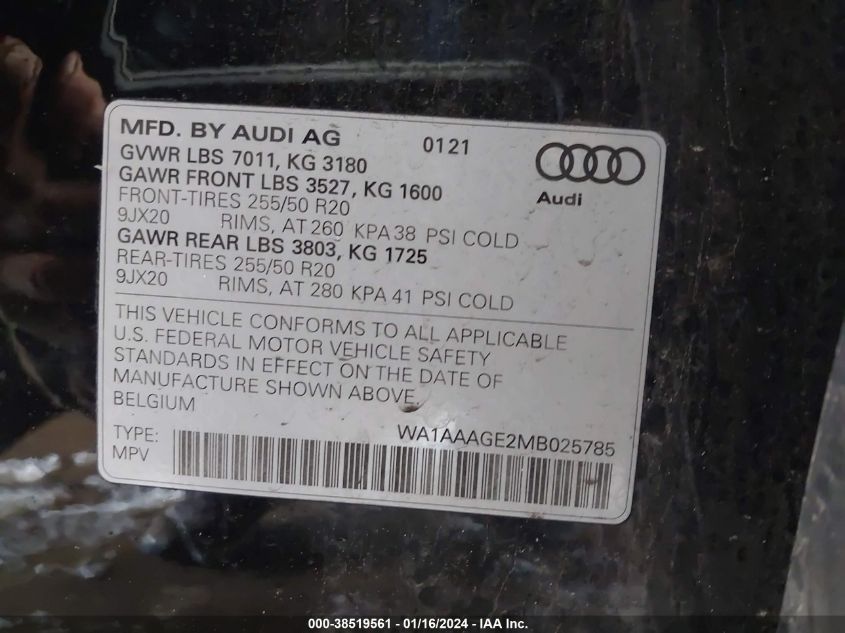 MFD. BY AUDI AG 0121
GVWR LBS 7011, KG 3180
GAWR FRONT LBS 3527, KG 1600
Audi
FRONT-TIRES 255/50 R20
9JX20 RIMS, AT 260 KPA 38 PSI COLD
GAWR REAR LBS 3803, KG 1725
REAR-TIRES 255/50 R20
9JX20 RIMS, AT 280 KPA 41 PSI COLD
THIS VEHICLE CONFORMS TO ALL APPLICABLE
U.S. FEDERAL MOTOR VEHICLE SAFETY
STANDARDS IN EFFECT ON THE DATE OF
MANUFACTURE SHOWN ABOVE.
BELGIUM
WA1AAAGE2MB025785
TYPE:
MPV
000-38519561 - 01/16/2024 - IAA Inc.